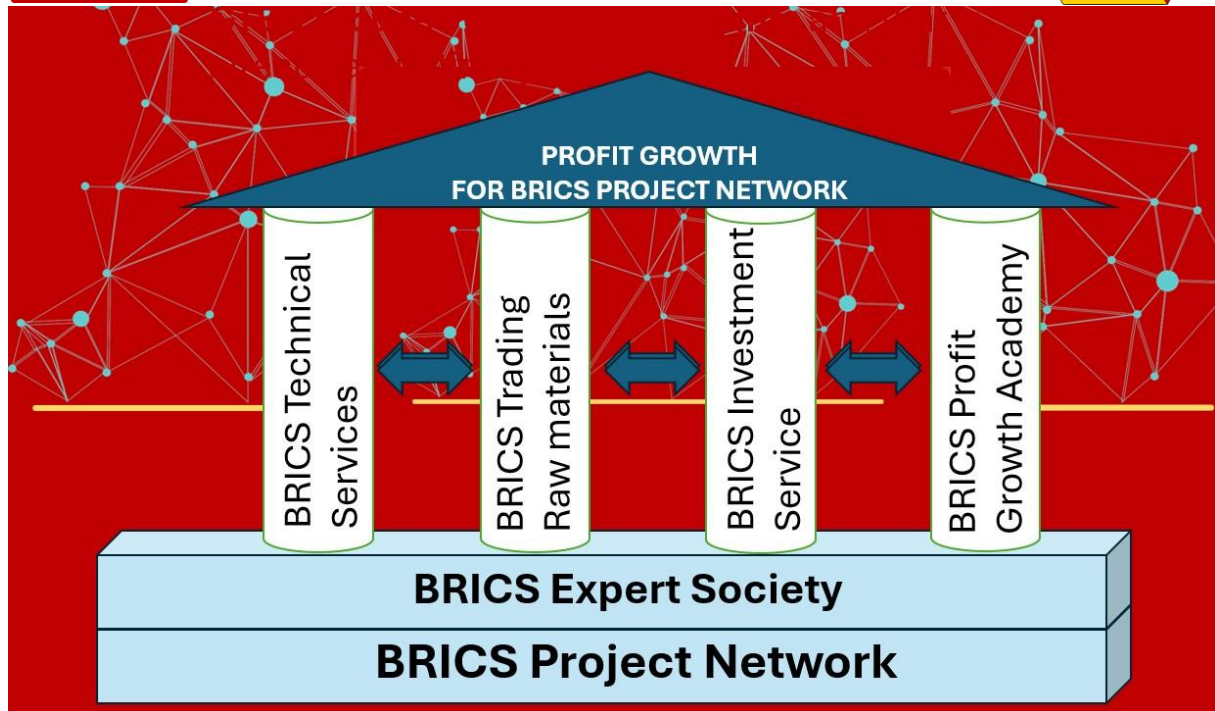 PROFIT GROWTH
FOR BRICS PROJECT NETWORK
BRICS Technical
Services
BRICS Trading
Raw materials
BRICS Investment
Service
BRICS Profit
Growth Academy
BRICS Expert Society
BRICS Project Network